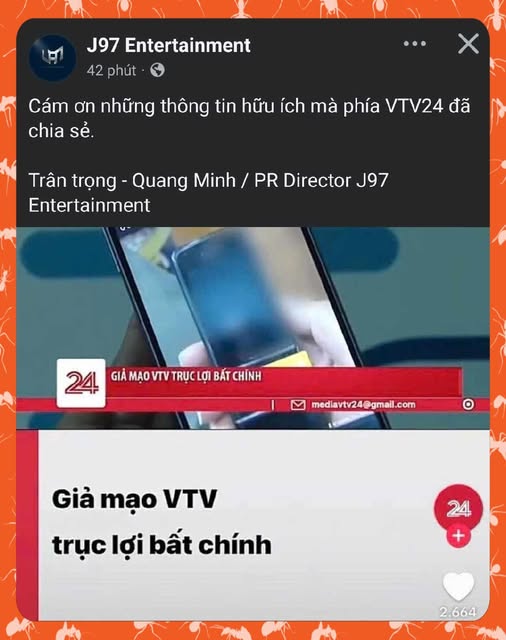 J97 Entertainment
42 phút ·
Cám ơn những thông tin hữu ích mà phía VTV24 đã
chia sẻ.
Trân trọng - Quang Minh / PR Director J97
Entertainment
24 GIẢ MẠO VTV TRỤC LỢI BẤT CHÍNH
mediavtv24@gmail.com
Giả mạo VTV
24
trục lợi bất chính
2.664